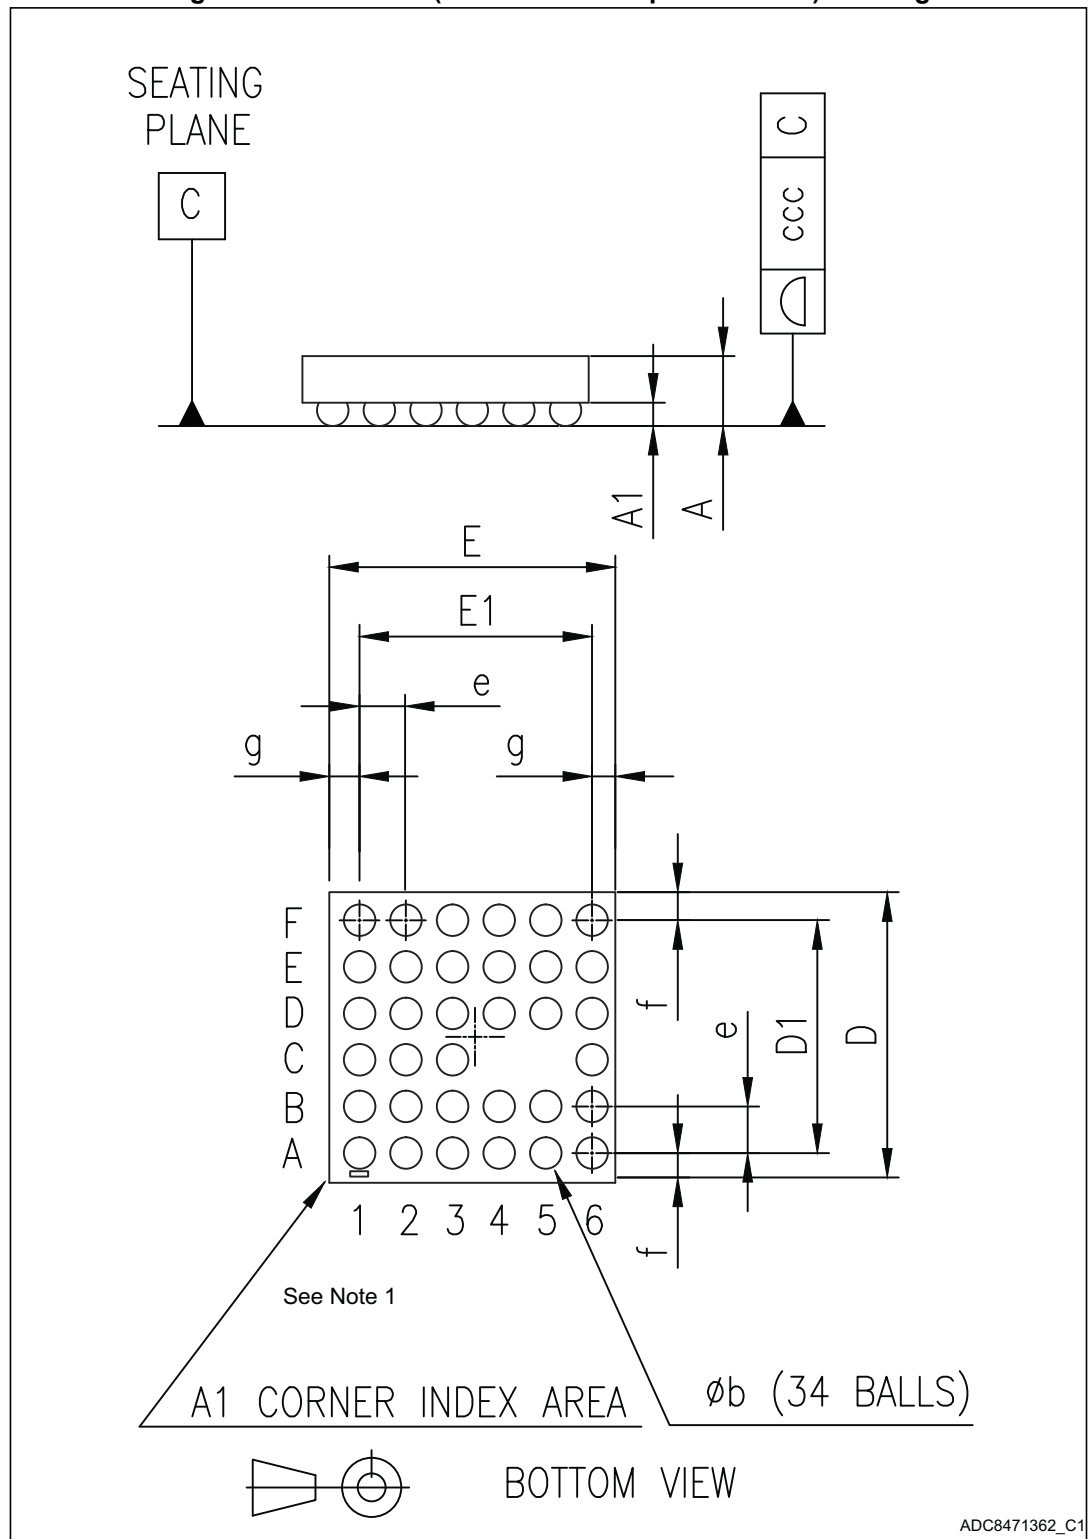 SEATING
PLANE
C
C
ccc
A1
A
E
E1
e
g
g
F
E
D
C
B
A
f
e
D1
D
f
1 2 3 4 5 6
See Note 1
A1 CORNER INDEX AREA
øb (34 BALLS)
BOTTOM VIEW
ADC8471362_C1